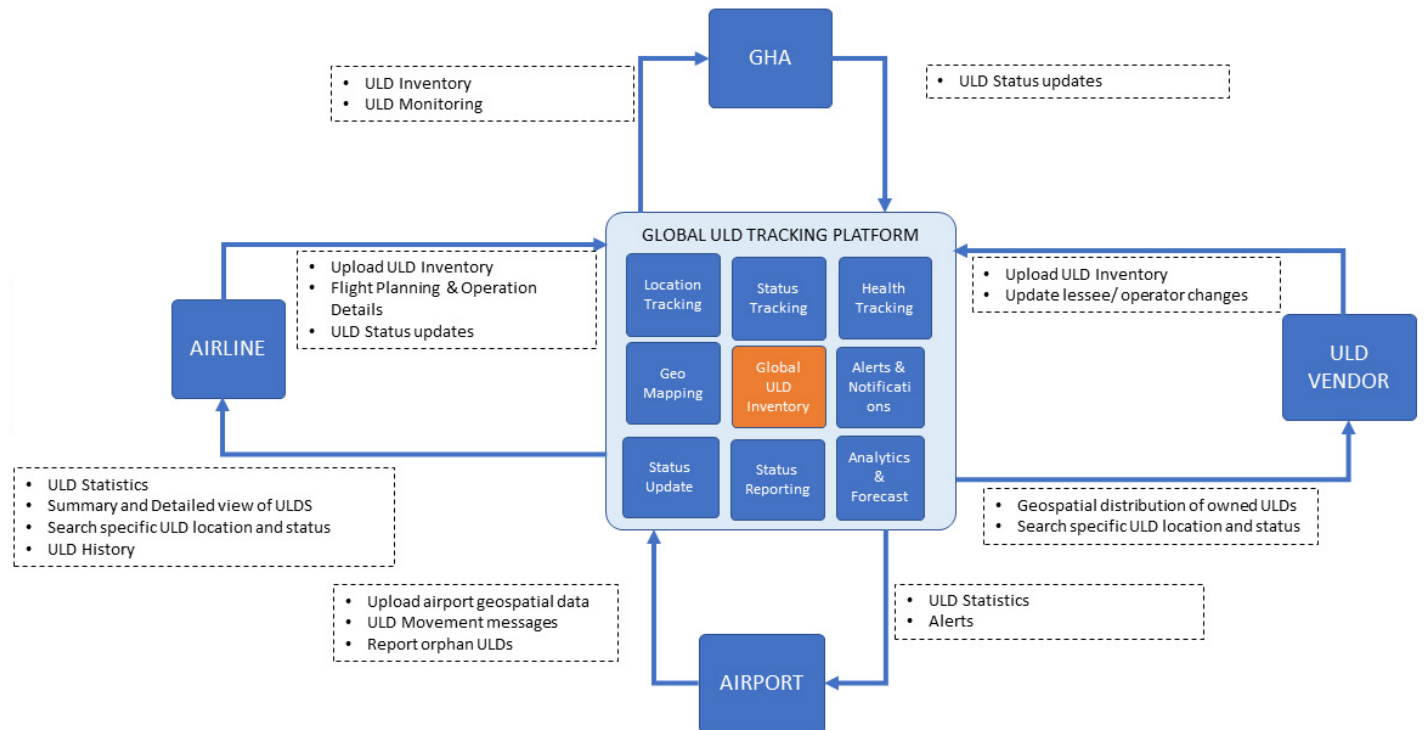 GHA
• ULD Inventory
• ULD Monitoring
• ULD Status updates
GLOBAL ULD TRACKING PLATFORM
Location
Tracking
Status
Tracking
Health
Tracking
Geo
Mapping
Global
ULD
Inventory
Alerts &
Notificati
ons
Status
Update
Status
Reporting
Analytics
&
Forecast
• Upload ULD Inventory
• Flight Planning & Operation
Details
• ULD Status updates
AIRLINE
• Upload ULD Inventory
• Update lessee/ operator changes
ULD
VENDOR
• ULD Statistics
• Summary and Detailed view of ULDS
• Search specific ULD location and status
• ULD History
• Geospatial distribution of owned ULDs
• Search specific ULD location and status
• Upload airport geospatial data
• ULD Movement messages
• Report orphan ULDs
• ULD Statistics
• Alerts
AIRPORT